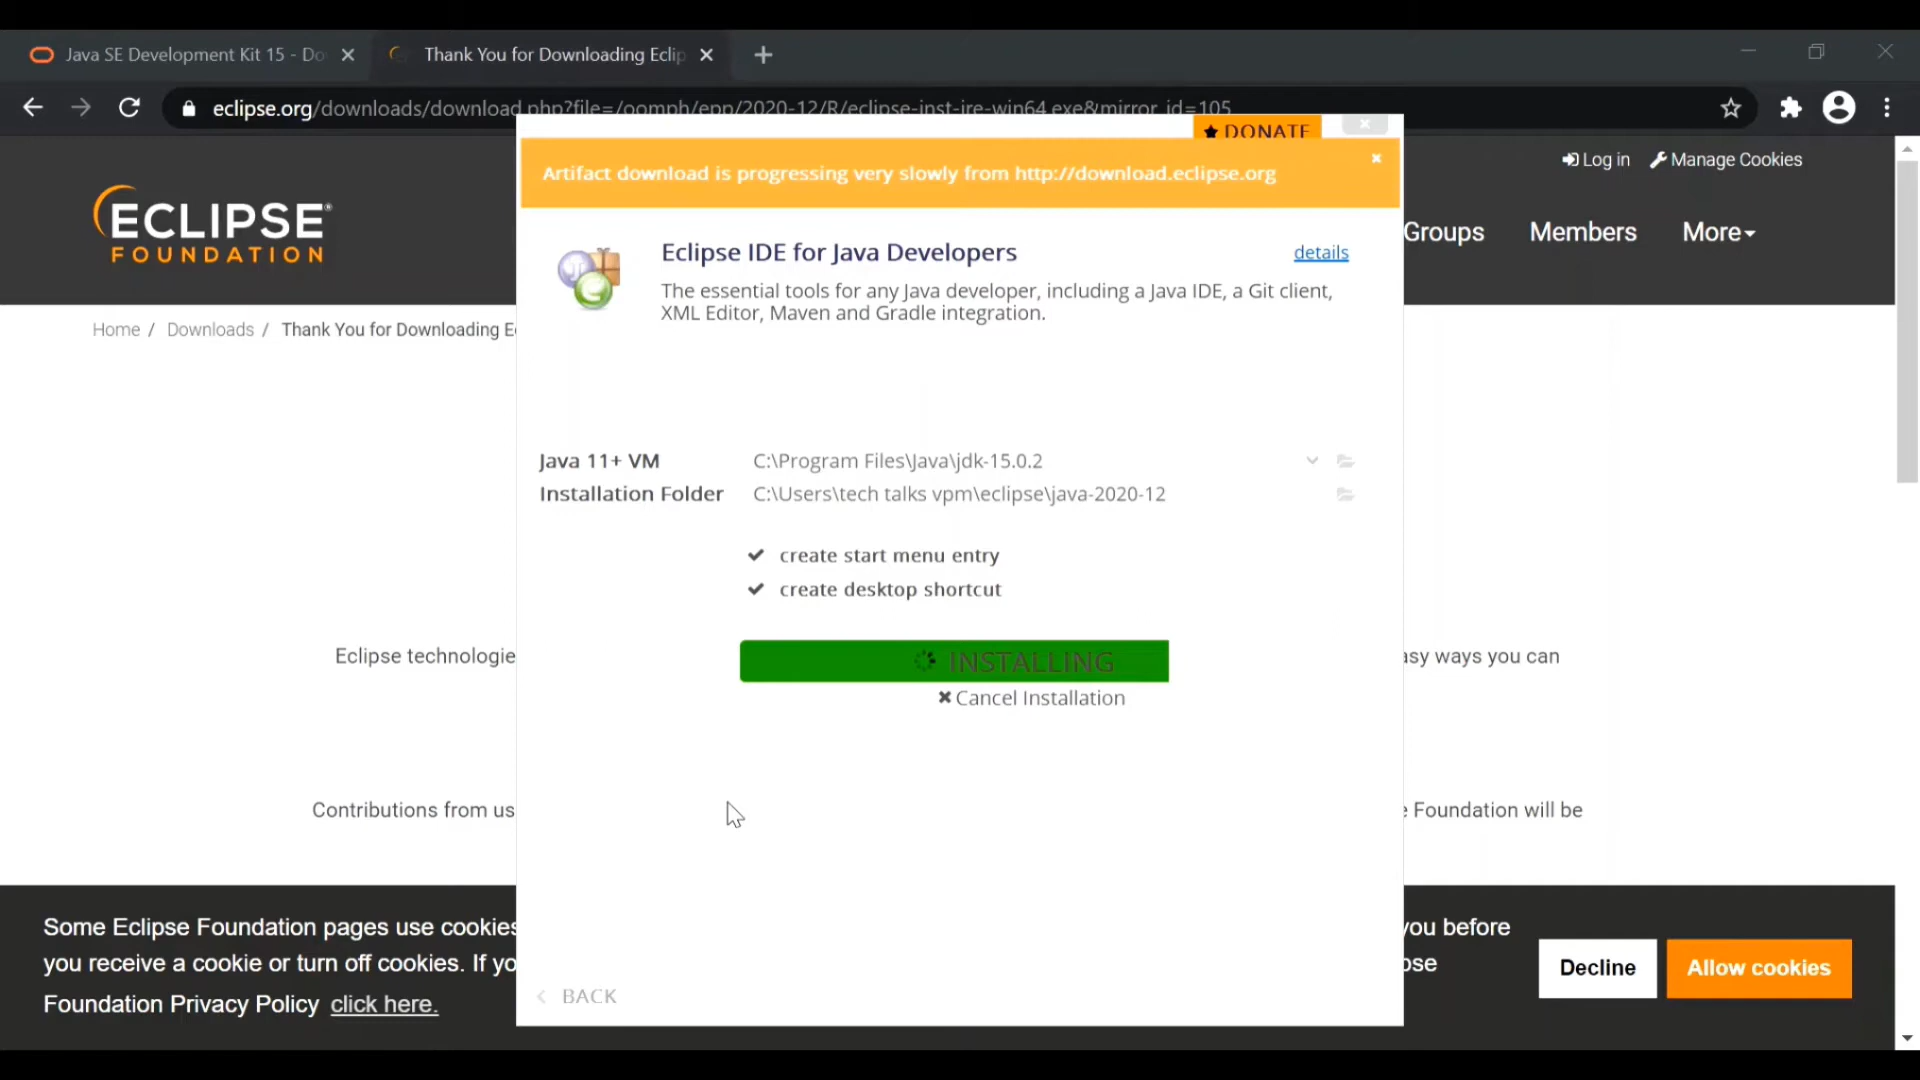 Java SE Development Kit 15 - Do
Thank You for Downloading Eclip
eclipse.org/downloads/download.php?file=/oomph/epp/2020-12/R/eclipse-inst-jre-win64.exe&mirror_id=105
DONATE
Artifact download is progressing very slowly from http://download.eclipse.org
Log in
Manage Cookies
ECLIPSE
FOUNDATION
Groups
Members
More
Eclipse IDE for Java Developers
details
The essential tools for any Java developer, including a Java IDE, a Git client,
XML Editor, Maven and Gradle integration.
Home / Downloads / Thank You for Downloading E
Java 11+ VM
C:\Program Files\Java\jdk-15.0.2
Installation Folder
C:\Users\tech talks vpm\eclipse\java-2020-12
create start menu entry
create desktop shortcut
INSTALLING
Cancel Installation
Eclipse technologie
asy ways you can
Contributions from us
e Foundation will be
BACK
Some Eclipse Foundation pages use cookies
you before
you receive a cookie or turn off cookies. If yo
pse
Foundation Privacy Policy click here.
Decline
Allow cookies